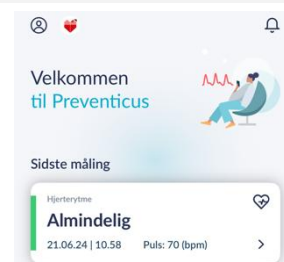 Velkommen
til Preventicus
Sidste måling
Hjerterytme
Almindelig
21.06.24 | 10.58 Puls: 70 (bpm)